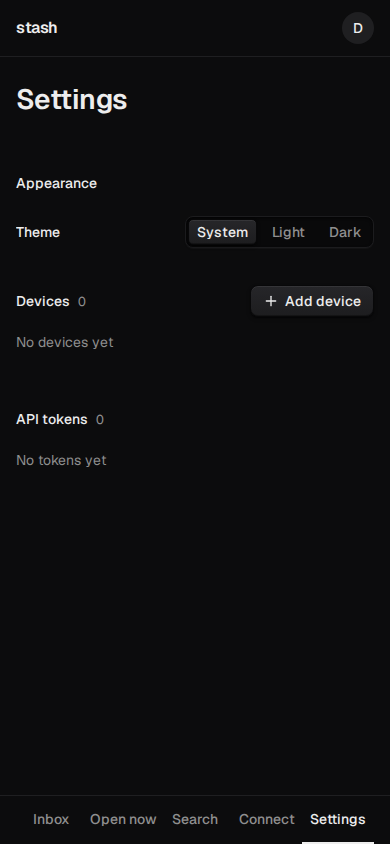 stash D
Settings
Appearance
Theme System Light Dark
Devices 0 + Add device
No devices yet
API tokens 0
No tokens yet
Inbox Open now Search Connect Settings